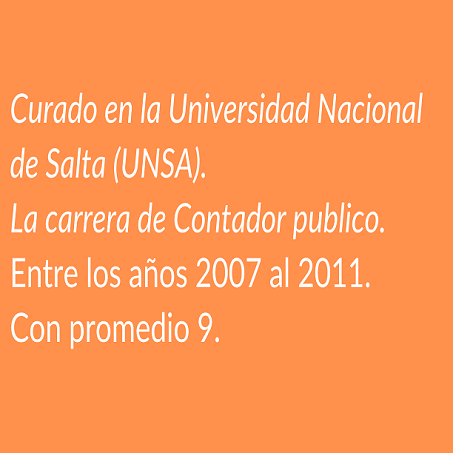 Curado en la Universidad Nacional
de Salta (UNSA).
La carrera de Contador publico.
Entre los años 2007 al 2011.
Con promedio 9.